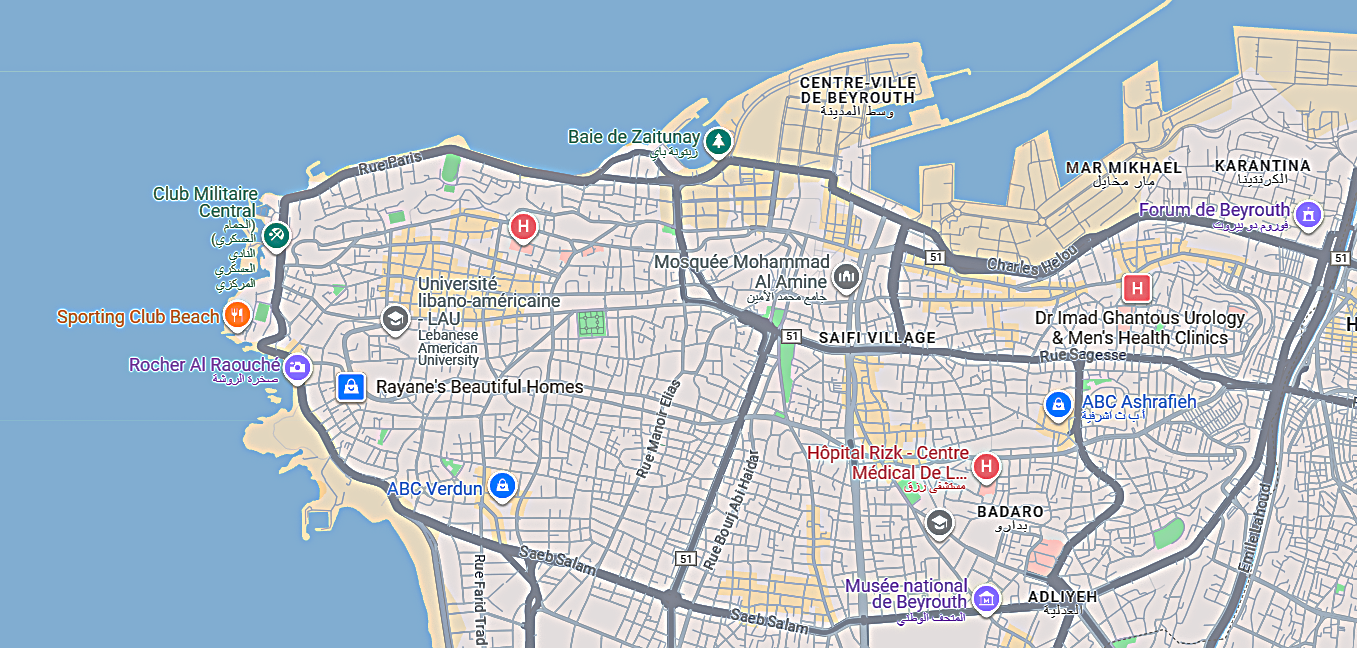 CENTRE-VILLE
DE BEYROUTH
وسط المدينة
Baie de Zaitunay
زيتونة باي
Rue Paris
MAR MIKHAEL
مار مخايل
KARANTINA
الكرنتينا
Club Militaire
Central
(الحمام
العسكري)
النادي
العسكري
المركزي
Forum de Beyrouth
فوروم دو بيروت
H
Mosquée Mohammad
Al Amine
جامع محمد الأمين
51
Charles Helou
51
Université
libano-américaine
- LAU
Lebanese
American
University
H
Sporting Club Beach
Dr Imad Ghantous Urology
& Men's Health Clinics
51
SAIFI VILLAGE
Rue Sagesse
H
Rocher Al Raouché
صخرة الروشة
Rayane's Beautiful Homes
ABC Ashrafieh
أ ب ث أشرفية
Rue Mano'r Elias
Hôpital Rizk - Centre
Médical De L...
مستشفى رزق
H
Rue Bourj Abi Haidar
ABC Verdun
BADARO
بدارو
Emile Lahoud
Saeb Salam
51
Rue Farid Trad
Musée national
de Beyrouth
المتحف الوطني
ADLIYEH
العدلية
Saeb Salam